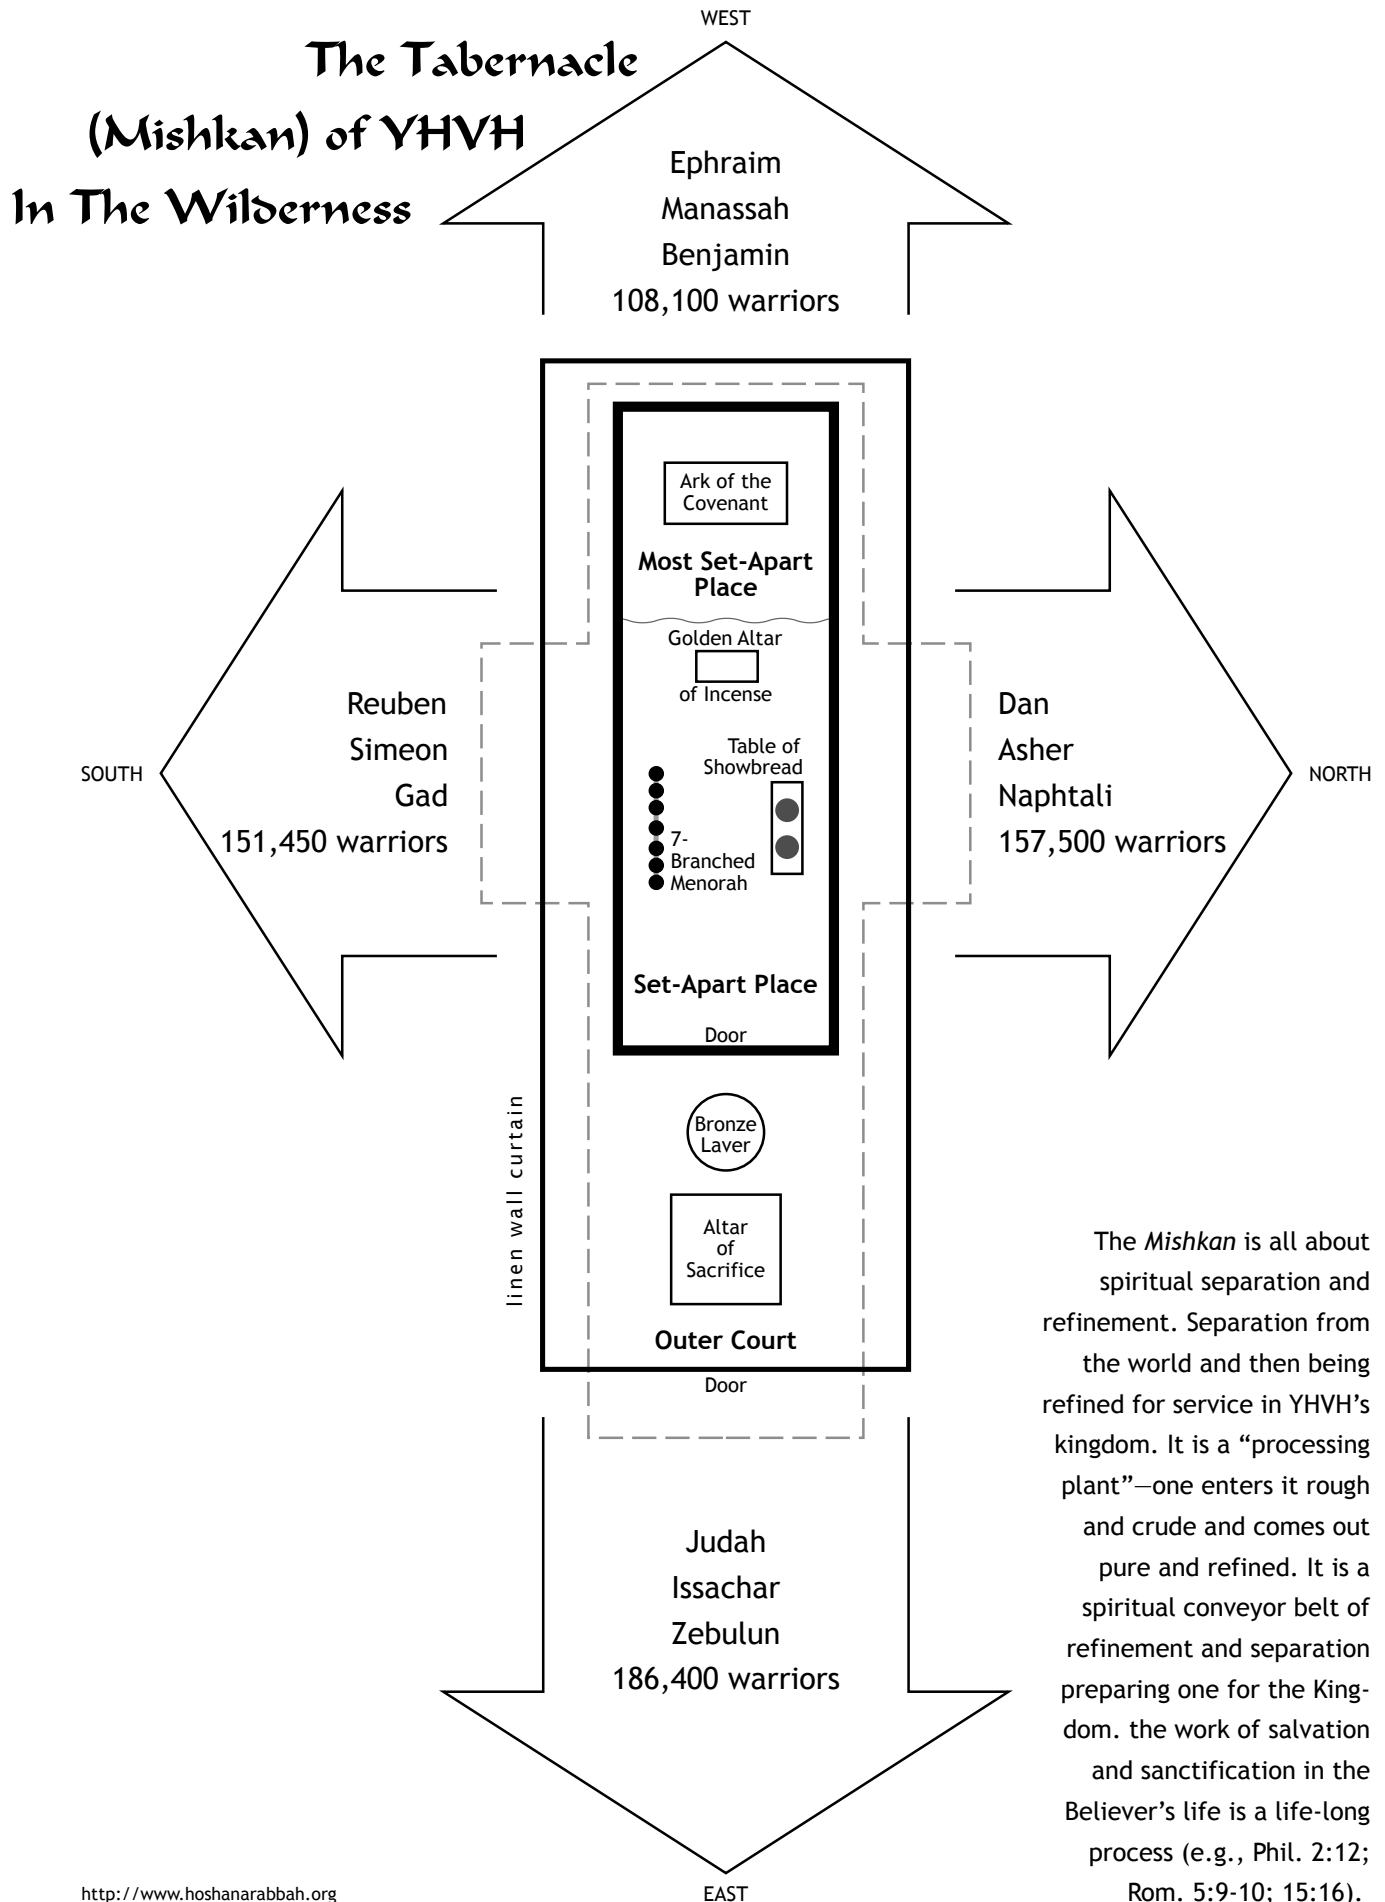 WEST
The Tabernacle
(Mishkan) of YHVH
In The Wilderness
Ephraim
Manassah
Benjamin
108,100 warriors
Ark of the
Covenant
Most Set-Apart
Place
Golden Altar
of Incense
Reuben
Simeon
Gad
151,450 warriors
SOUTH
Table of
Showbread
7-
Branched
Menorah
Dan
Asher
Naphtali
157,500 warriors
NORTH
Set-Apart Place
Door
linen wall curtain
Bronze
Laver
Altar
of
Sacrifice
Outer Court
Door
Judah
Issachar
Zebulun
186,400 warriors
The Mishkan is all about
spiritual separation and
refinement. Separation from
the world and then being
refined for service in YHVH’s
kingdom. It is a “processing
plant”—one enters it rough
and crude and comes out
pure and refined. It is a
spiritual conveyor belt of
refinement and separation
preparing one for the King-
dom. the work of salvation
and sanctification in the
Believer’s life is a life-long
process (e.g., Phil. 2:12;
Rom. 5:9-10; 15:16).
http://www.hoshanarabbah.org
EAST